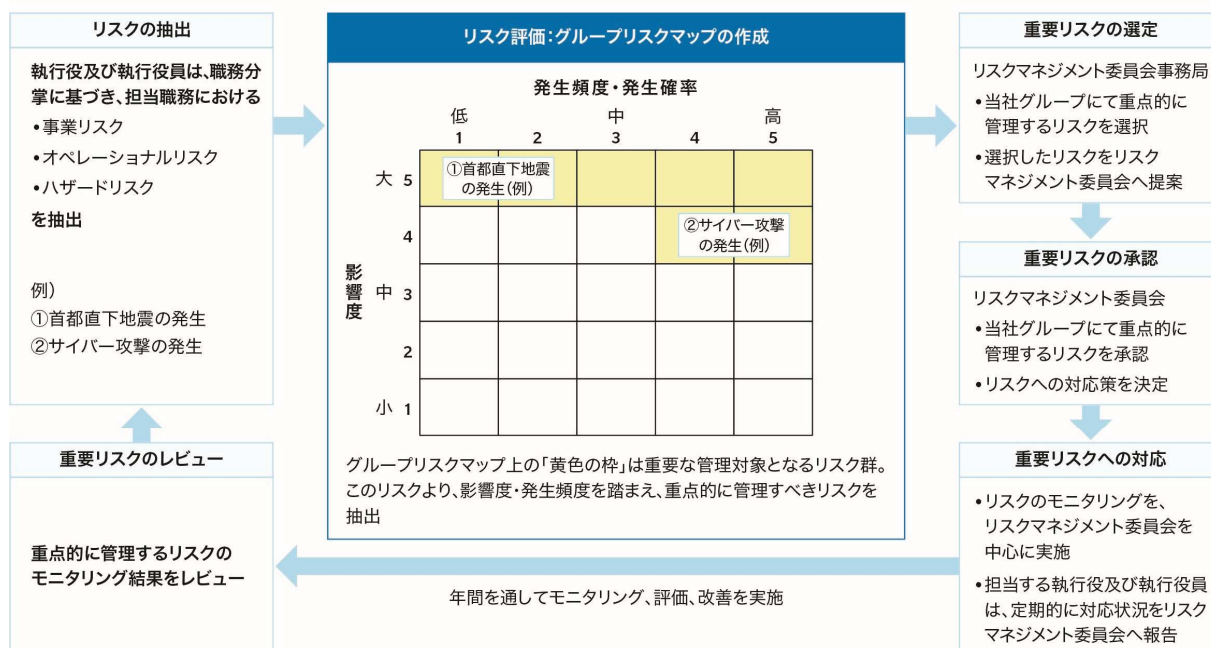 リスクの抽出
執行役及び執行役員は、職務分
掌に基づき、担当職務における
•事業リスク
•オペレーショナルリスク
•ハザードリスク
を抽出
例）
①首都直下地震の発生
②サイバー攻撃の発生
リスク評価：グループリスクマップの作成
発生頻度・発生確率
低 中 高
1 2 3 4 5
影響度
大 5
①首都直下地震
の発生（例）
4
②サイバー攻撃
の発生（例）
中 3
2
小 1
グループリスクマップ上の「黄色の枠」は重要な管理対象となるリスク群。
このリスクより、影響度・発生頻度を踏まえ、重点的に管理すべきリスクを
抽出
重要リスクの選定
リスクマネジメント委員会事務局
•当社グループにて重点的に
管理するリスクを選択
•選択したリスクをリスク
マネジメント委員会へ提案
重要リスクの承認
リスクマネジメント委員会
•当社グループにて重点的に
管理するリスクを承認
•リスクへの対応策を決定
重要リスクへの対応
•リスクのモニタリングを、
リスクマネジメント委員会を
中心に実施
•担当する執行役及び執行役員
は、定期的に対応状況をリスク
マネジメント委員会へ報告
年間を通してモニタリング、評価、改善を実施
重要リスクのレビュー
重点的に管理するリスクの
モニタリング結果をレビュー